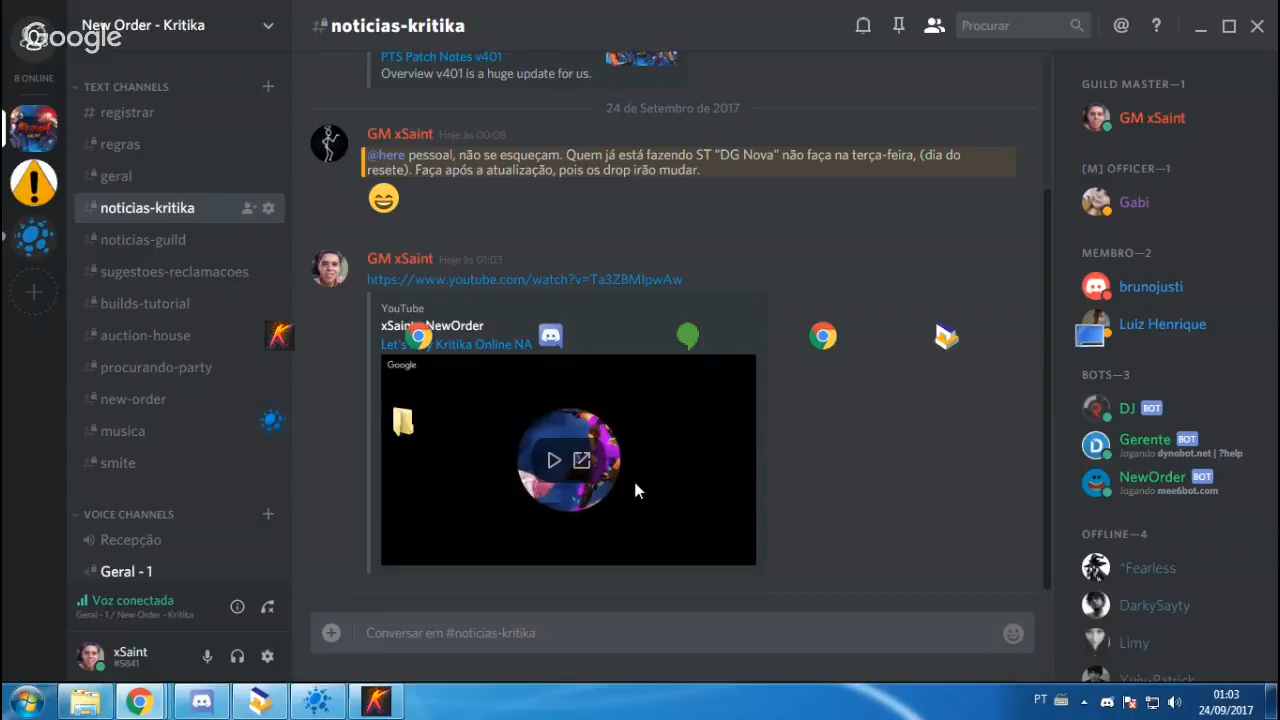 New Order - Kritika
Google
8 ONLINE
TEXT CHANNELS
registrar
regras
geral
noticias-kritika
noticias-guild
sugestoes-reclamacoes
builds-tutorial
auction-house
procurando-party
new-order
musica
smite
VOICE CHANNELS
Recepção
Geral - 1
Voz conectada
Geral - 1 / New Order - Kritika
xSaint
#5841
#noticias-kritika
Procurar
PTS Patch Notes v401
Overview v401 is a huge update for us.
24 de Setembro de 2017
GM xSaint Hoje às 00:08
@here pessoal, não se esqueçam. Quem já está fazendo ST "DG Nova" não faça na terça-feira, (dia do
resete). Faça após a atualização, pois os drop irão mudar.
GM xSaint Hoje às 01:03
https://www.youtube.com/watch?v=Ta3ZBMIpwAw
YouTube
NewOrder
Let's Kritika Online NA
Google
Conversar em #noticias-kritika
GUILD MASTER—1
GM xSaint
[M] OFFICER—1
Gabi
MEMBRO—2
brunojusti
Luiz Henrique
BOTS—3
DJ BOT
Gerente BOT
Jogando dynobot.net | ?help
NewOrder BOT
Jogando mee6bot.com
OFFLINE—4
*Fearless
DarkySayty
Limy
PT
01:03
24/09/2017